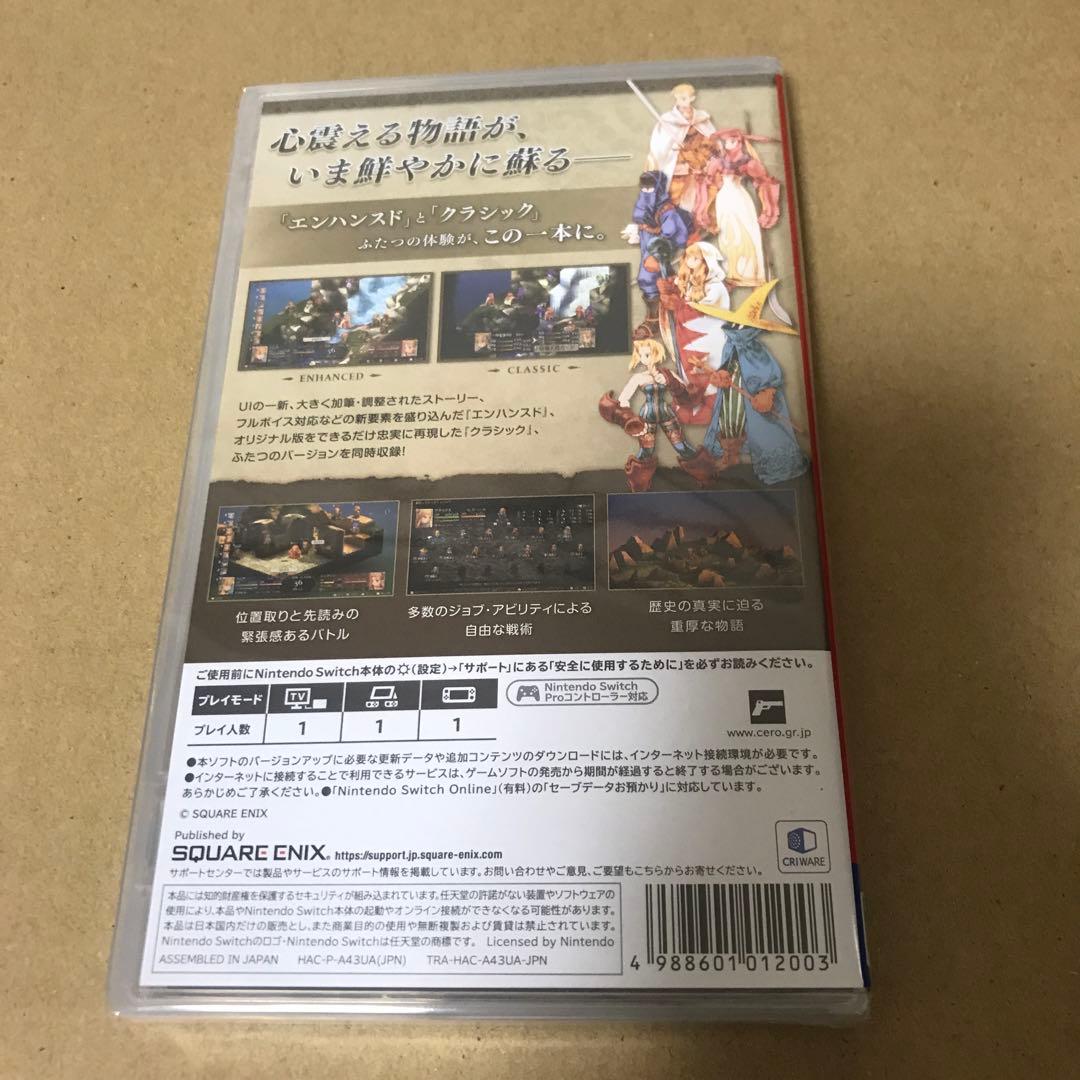 心震える物語が、
いま鮮やかに蘇る──
「エンハンスド」と「クラシック」
ふたつの体験が、この一本に。
ENHANCED
CLASSIC
UIの一新、大きく加筆・調整されたストーリー、
フルボイス対応などの新要素を盛り込んだ『エンハンスド』、
オリジナル版をできるだけ忠実に再現した『クラシック』、
ふたつのバージョンを同時収録!
位置取りと先読みの
緊張感あるバトル
多数のジョブ・アビリティによる
自由な戦術
歴史の真実に迫る
重厚な物語
ご使用前にNintendo Switch本体の(設定)→「サポート」にある「安全に使用するために」を必ずお読みください。
プレイモード TV
プレイ人数 1 1 1
Nintendo Switch
Proコントローラー対応
www.cero.gr.jp
●本ソフトのバージョンアップに必要な更新データや追加コンテンツのダウンロードには、インターネット接続環境が必要です。
●インターネットに接続することで利用できるサービスは、ゲームソフトの発売から期間が経過すると終了する場合がございます。
あらかじめご了承ください。●「Nintendo Switch Online」(有料)の「セーブデータお預かり」に対応しています。
© SQUARE ENIX
Published by
SQUARE ENIX. https://support.jp.square-enix.com
サポートセンターでは製品やサービスのサポート情報を掲載しています。お問い合わせやご意見、ご要望もこちらからお寄せください。
CRIWARE
本品には知的財産権を保護するセキュリティが組み込まれています。任天堂の許諾がない装置やソフトウェアの
使用により、本品やNintendo Switch本体の起動やオンライン接続ができなくなる可能性があります。
本品は日本国内だけの販売とし、また商業目的の使用や無断複製および賃貸は禁止されています。
Nintendo Switchのロゴ・Nintendo Switchは任天堂の商標です。 Licensed by Nintendo
ASSEMBLED IN JAPAN HAC-P-A43UA(JPN) TRA-HAC-A43UA-JPN
4 988601 012003